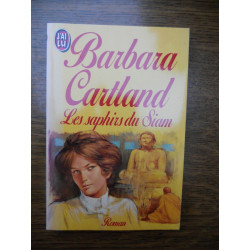 J'AI
LU
Barbara
Cartland
Les saphirs du Siam
Roman